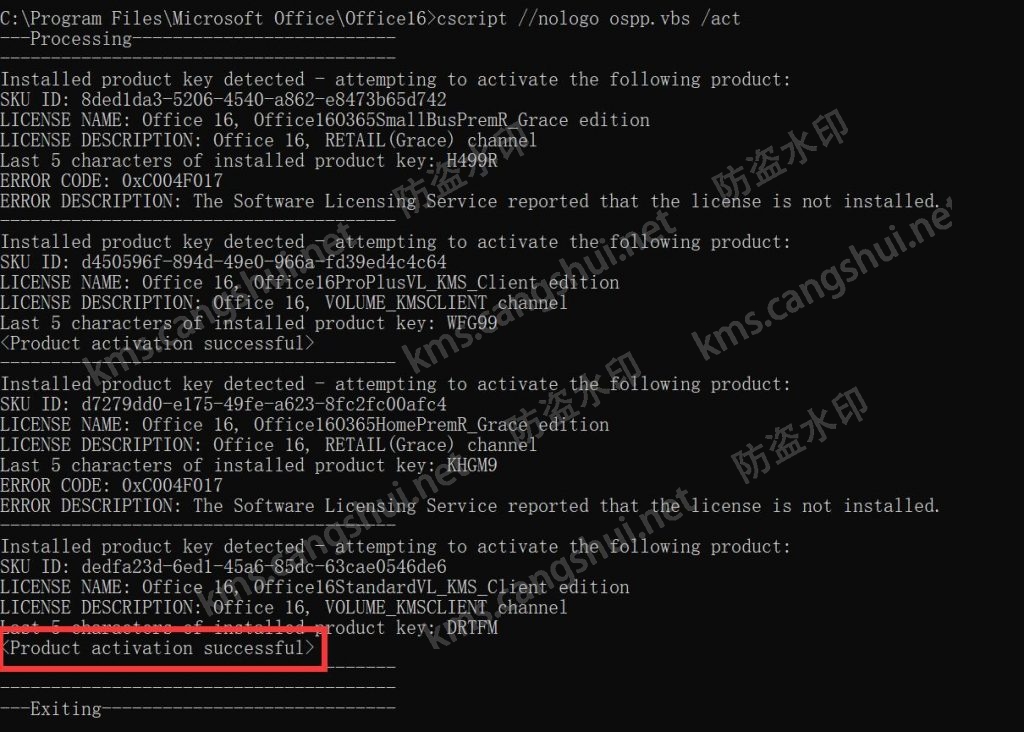 C:\Program Files\Microsoft Office\Office16>cscript //nologo ospp.vbs /act
---Processing--------------------------
---------------------------------------
Installed product key detected - attempting to activate the following product:
SKU ID: 8ded1da3-5206-4540-a862-e8473b65d742
LICENSE NAME: Office 16, Office16O365SmallBusPremR_Grace edition
LICENSE DESCRIPTION: Office 16, RETAIL(Grace) channel
Last 5 characters of installed product key: H499R
ERROR CODE: 0xC004F017
ERROR DESCRIPTION: The Software Licensing Service reported that the license is not installed.
---------------------------------------
Installed product key detected - attempting to activate the following product:
SKU ID: d450596f-894d-49e0-966a-fd39ed4c4c64
LICENSE NAME: Office 16, Office16ProPlusVL_KMS_Client edition
LICENSE DESCRIPTION: Office 16, VOLUME_KMSCLIENT channel
Last 5 characters of installed product key: WFG99
<Product activation successful>
---------------------------------------
Installed product key detected - attempting to activate the following product:
SKU ID: d7279dd0-e175-49fe-a623-8fc2fc00afc4
LICENSE NAME: Office 16, Office16O365HomePremR_Grace edition
LICENSE DESCRIPTION: Office 16, RETAIL(Grace) channel
Last 5 characters of installed product key: KHGM9
ERROR CODE: 0xC004F017
ERROR DESCRIPTION: The Software Licensing Service reported that the license is not installed.
---------------------------------------
Installed product key detected - attempting to activate the following product:
SKU ID: dedfa23d-6ed1-45a6-85dc-63cae0546de6
LICENSE NAME: Office 16, Office16StandardVL_KMS_Client edition
LICENSE DESCRIPTION: Office 16, VOLUME_KMSCLIENT channel
Last 5 characters of installed product key: DRTFM
<Product activation successful>
---------------------------------------
---------------------------------------
---Exiting-----------------------------
防盗水印
防盗水印
kms.cangshui.net
kms.cangshui.net
kms.cangshui.net
防盗水印
防盗水印
kms.cangshui.net
kms.cangshui.net